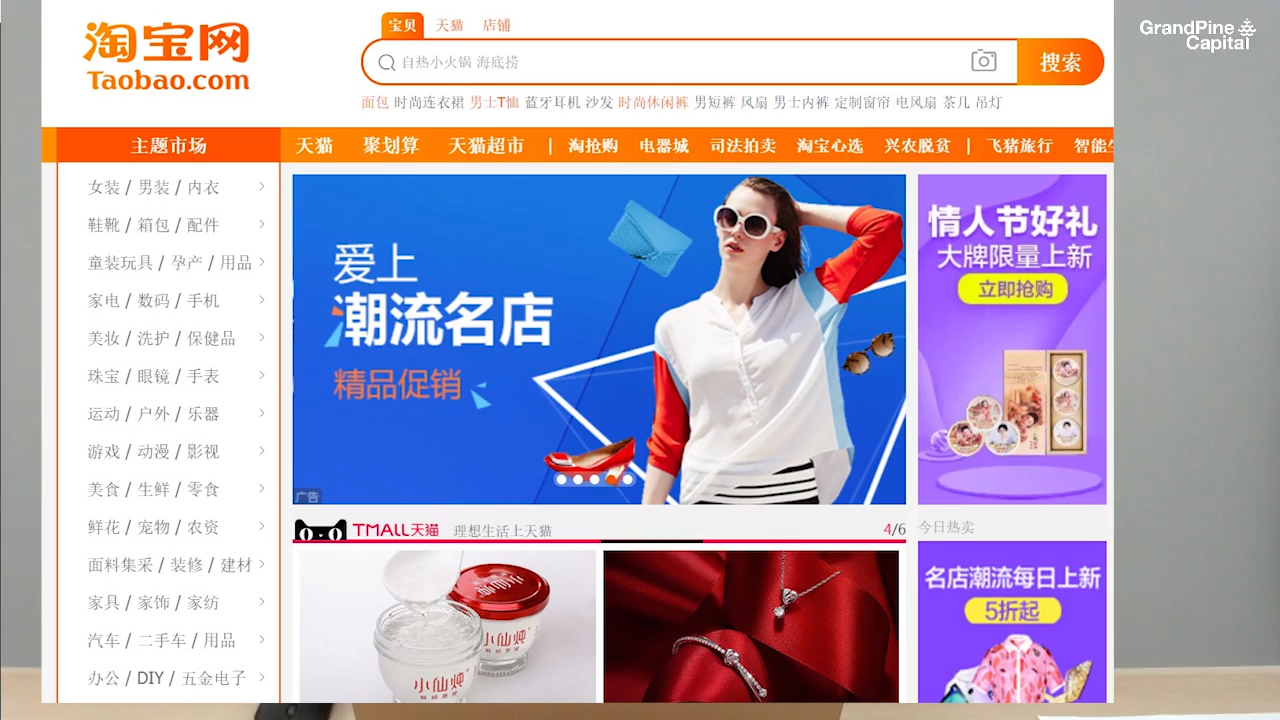 GrandPine
Capital
淘宝网
Taobao.com
宝贝 天猫 店铺
自热小火锅 海底捞
搜索
面包 时尚连衣裙 男士T恤 蓝牙耳机 沙发 时尚休闲裤 男短裤 风扇 男士内裤 定制窗帘 电风扇 茶几 吊灯
主题市场 天猫 聚划算 天猫超市 | 淘抢购 电器城 司法拍卖 淘宝心选 兴农脱贫 | 飞猪旅行 智能生
女装 / 男装 / 内衣
鞋靴 / 箱包 / 配件
童装玩具 / 孕产 / 用品
家电 / 数码 / 手机
美妆 / 洗护 / 保健品
珠宝 / 眼镜 / 手表
运动 / 户外 / 乐器
游戏 / 动漫 / 影视
美食 / 生鲜 / 零食
鲜花 / 宠物 / 农资
面料集采 / 装修 / 建材
家具 / 家饰 / 家纺
汽车 / 二手车 / 用品
办公 / DIY / 五金电子
爱上
潮流名店
精品促销
广告
情人节好礼
大牌限量上新
立即抢购
TMALL天猫 理想生活上天猫 4/6
今日热卖
小仙炖
小仙炖
名店潮流每日上新
5折起